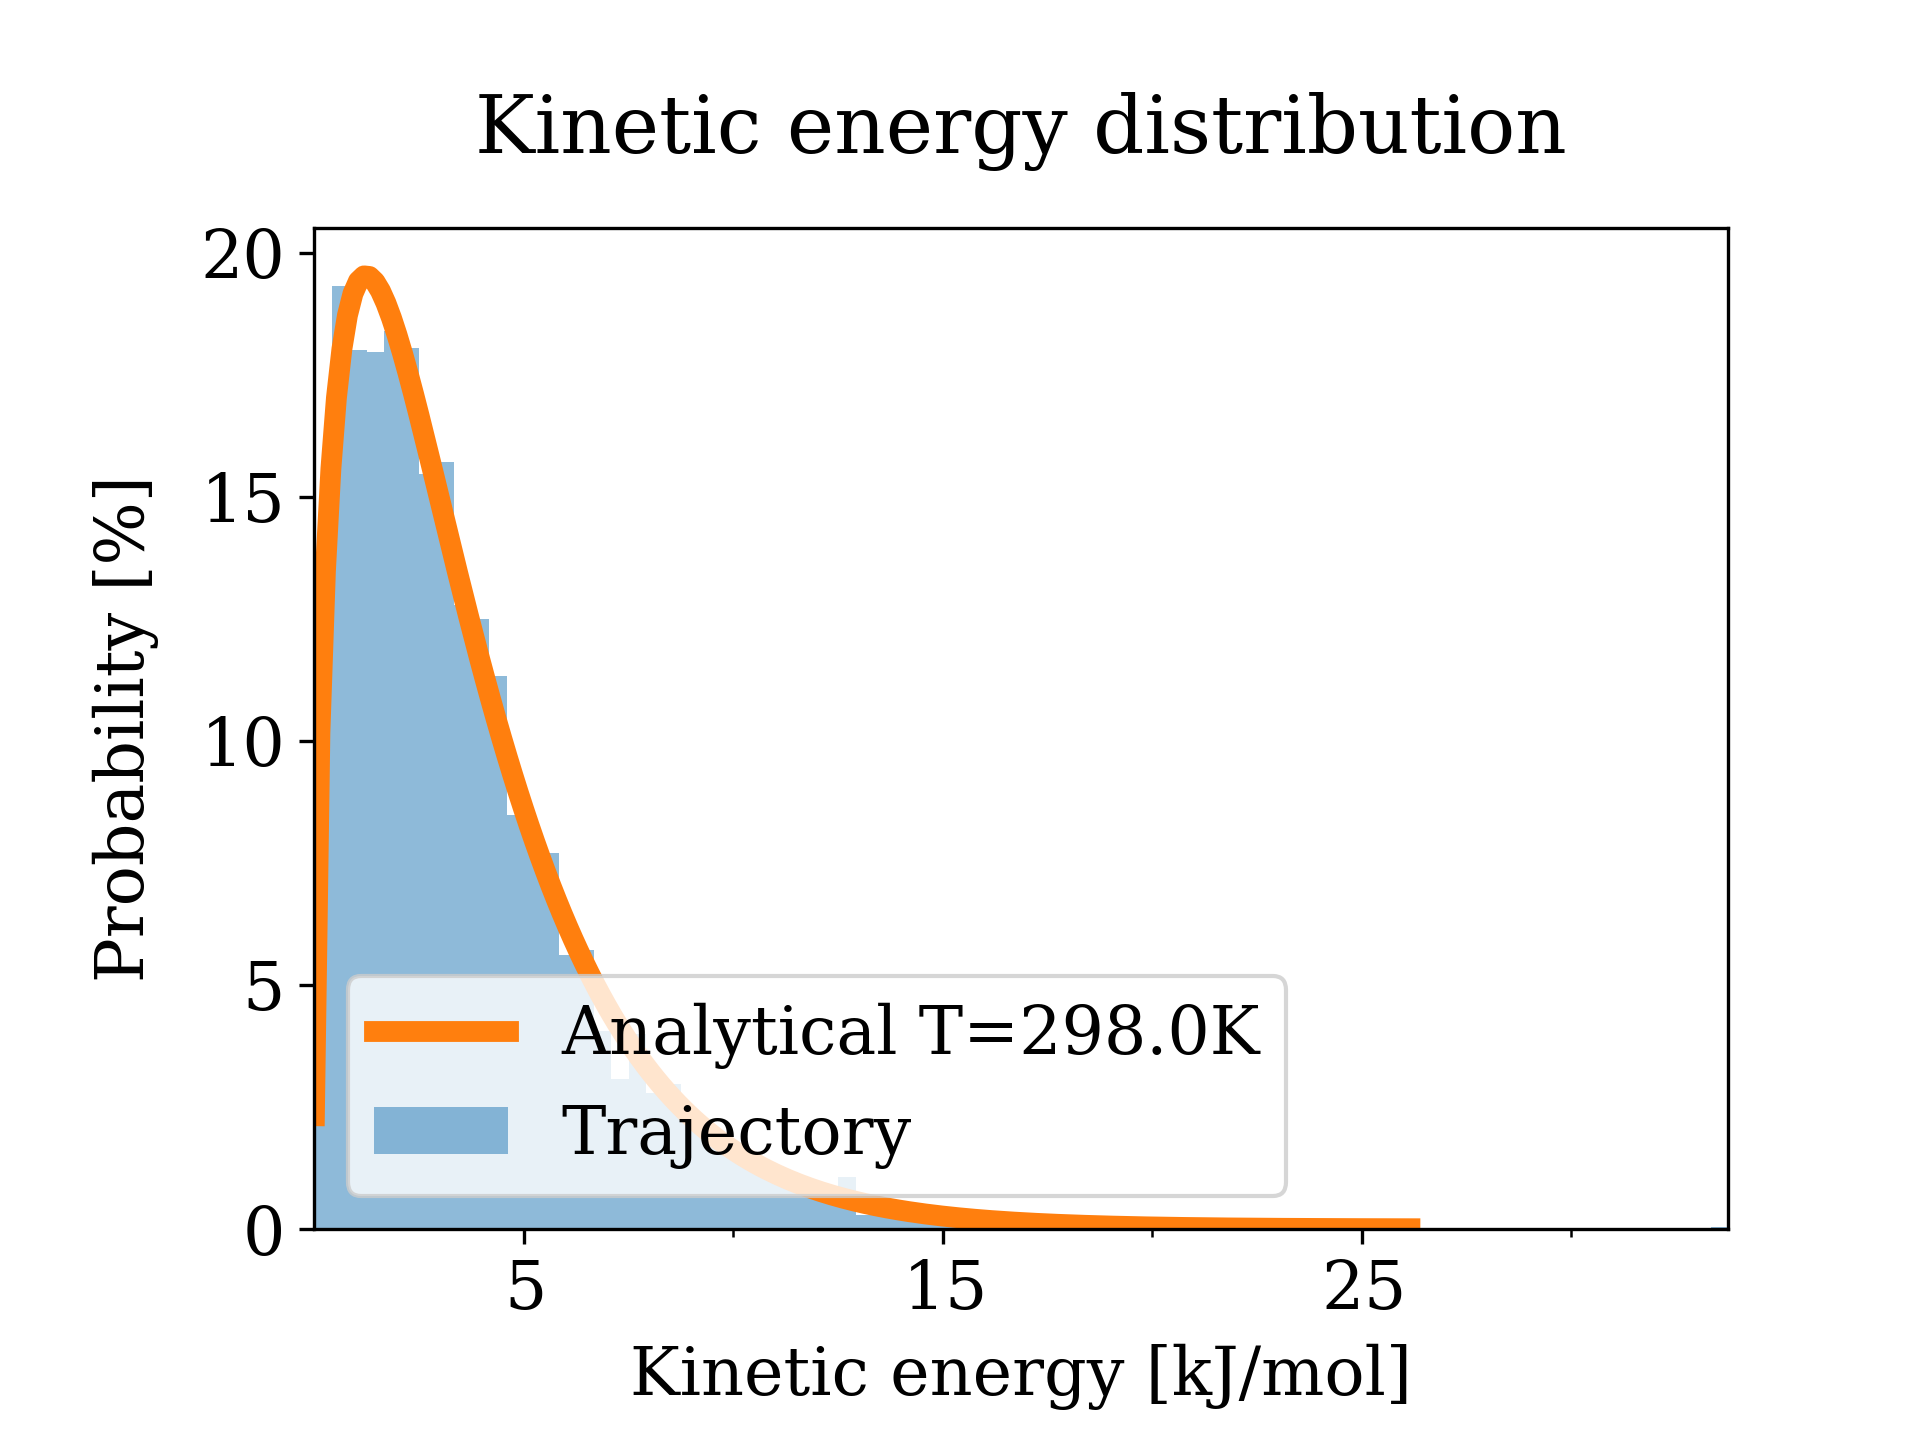 Kinetic energy distribution
20
15
10
5
0
Probability [%]
Analytical T=298.0K
Trajectory
5 15 25
Kinetic energy [kJ/mol]